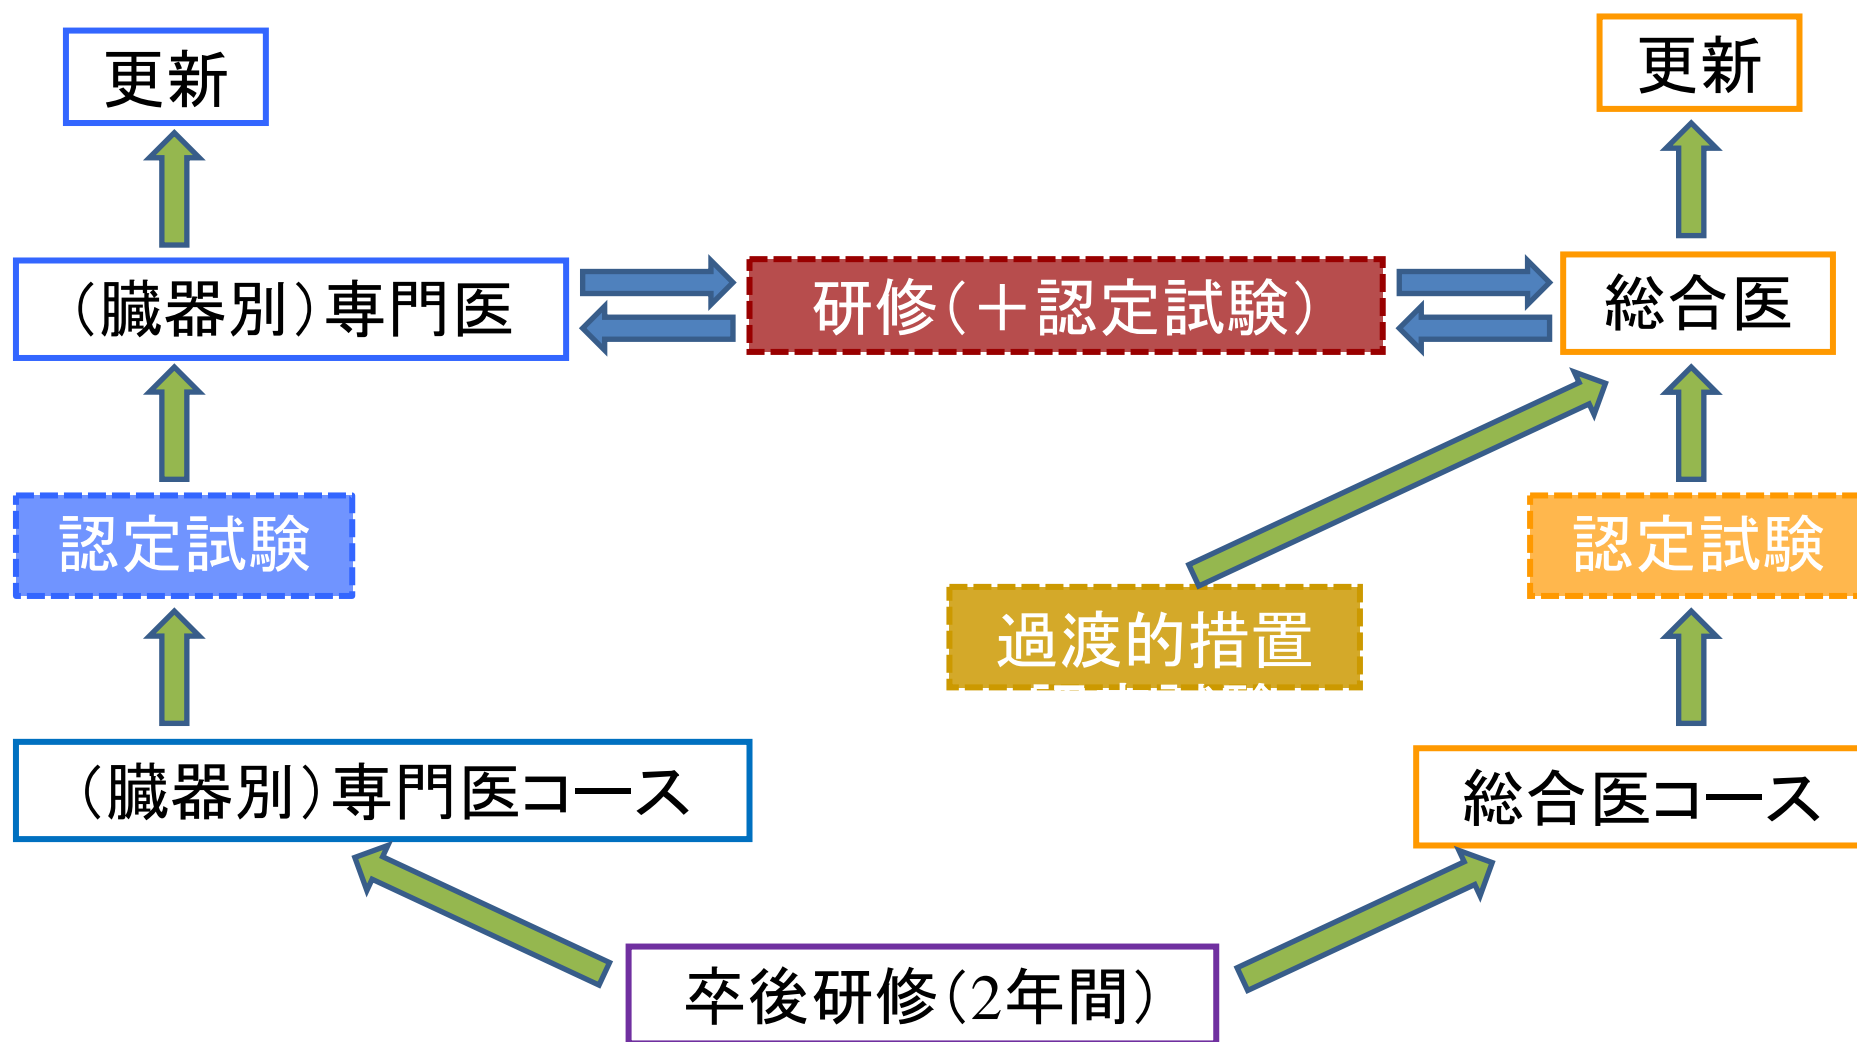 更新
更新
（臓器別）専門医
研修（＋認定試験）
総合医
認定試験
認定試験
過渡的措置
（臓器別）専門医コース
総合医コース
卒後研修（2年間）